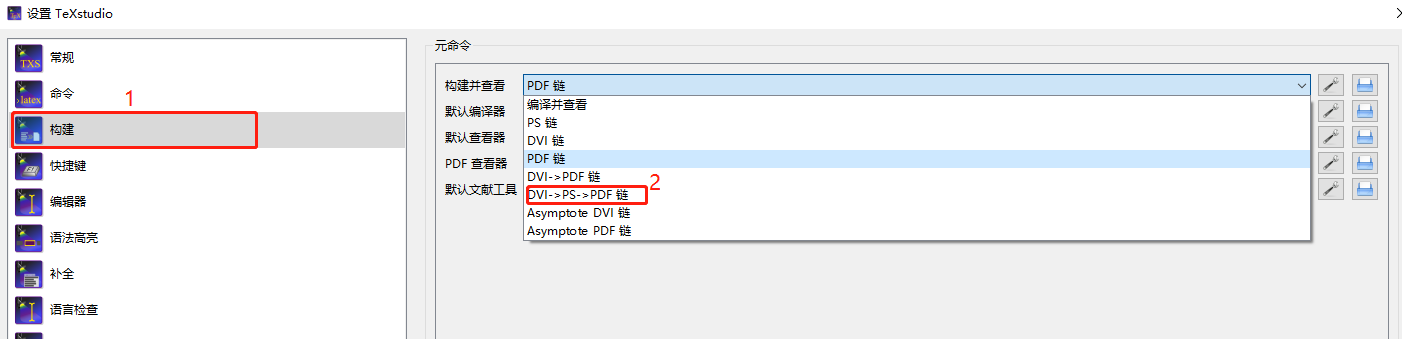 设置 TeXstudio
常规
命令
1
构建
快捷键
编辑器
语法高亮
补全
语言检查
元命令
构建并查看 PDF 链
默认编译器
默认查看器
PDF 查看器
默认文献工具
编译并查看
PS 链
DVI 链
PDF 链
DVI->PDF 链
DVI->PS->PDF 链
2
Asymptote DVI 链
Asymptote PDF 链